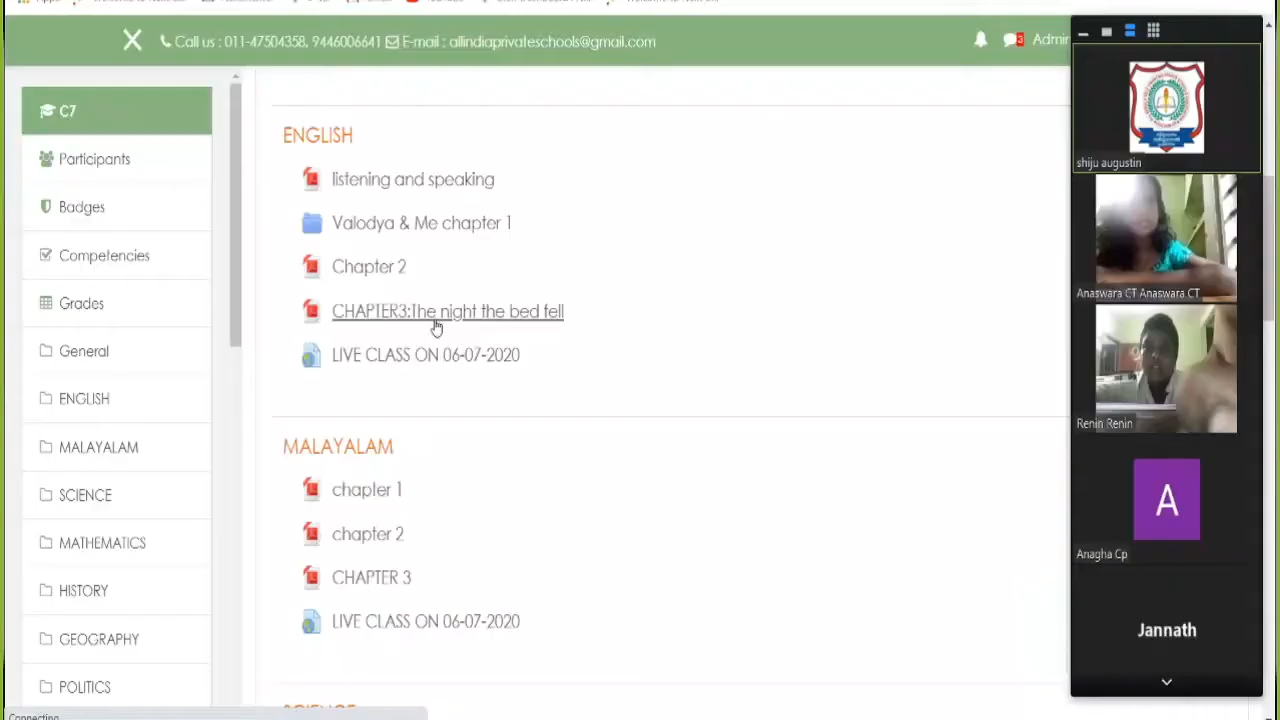 Call us : 011-47504358, 9446006641 E-mail : allindiaprivateschools@gmail.com
3 Admin
C7
Participants
Badges
Competencies
Grades
General
ENGLISH
MALAYALAM
SCIENCE
MATHEMATICS
HISTORY
GEOGRAPHY
POLITICS
ENGLISH
listening and speaking
Valodya & Me chapter 1
Chapter 2
CHAPTER3:The night the bed fell
LIVE CLASS ON 06-07-2020
MALAYALAM
chapter 1
chapter 2
CHAPTER 3
LIVE CLASS ON 06-07-2020
SCIENCE
shiju augustin
Anaswara CT Anaswara CT
Renin Renin
A
Anagha Cp
Jannath
Connecting